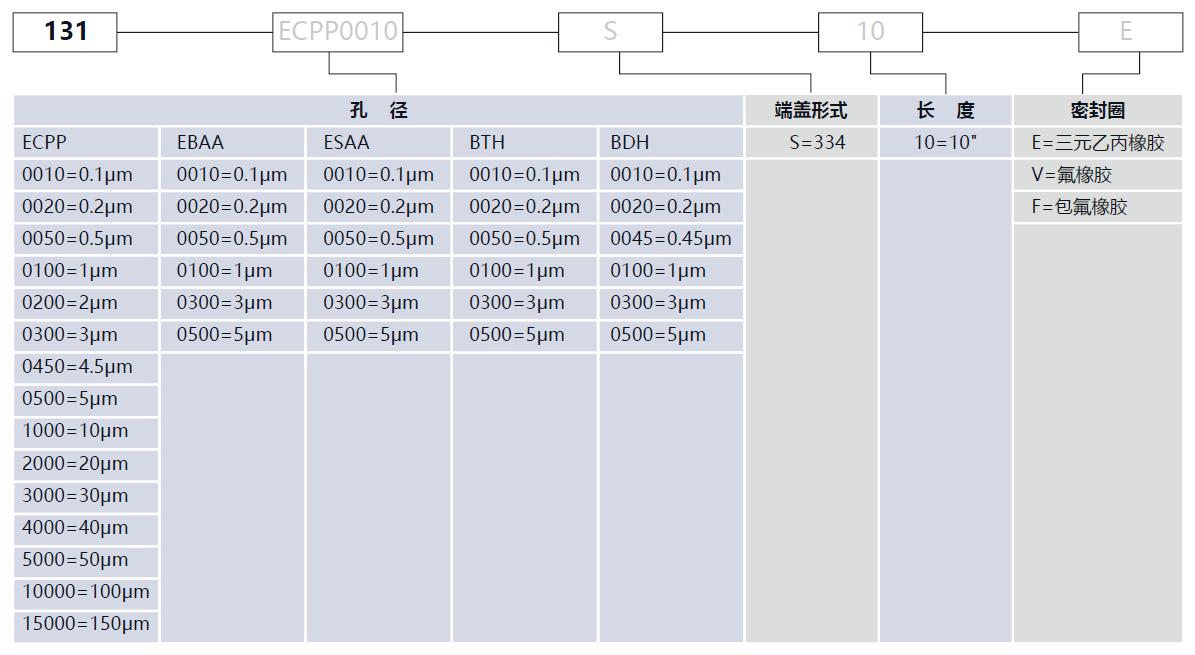 131 ECPP0010 S 10 E
孔 径 端盖形式 长 度 密封圈
ECPP EBAA ESAA BTH BDH S=334 10=10" E=三元乙丙橡胶
0010=0.1μm 0010=0.1μm 0010=0.1μm 0010=0.1μm 0010=0.1μm V=氟橡胶
0020=0.2μm 0020=0.2μm 0020=0.2μm 0020=0.2μm 0020=0.2μm F=包氟橡胶
0050=0.5μm 0050=0.5μm 0050=0.5μm 0050=0.5μm 0045=0.45μm
0100=1μm 0100=1μm 0100=1μm 0100=1μm 0100=1μm
0200=2μm 0300=3μm 0300=3μm 0300=3μm 0300=3μm
0300=3μm 0500=5μm 0500=5μm 0500=5μm 0500=5μm
0450=4.5μm
0500=5μm
1000=10μm
2000=20μm
3000=30μm
4000=40μm
5000=50μm
10000=100μm
15000=150μm